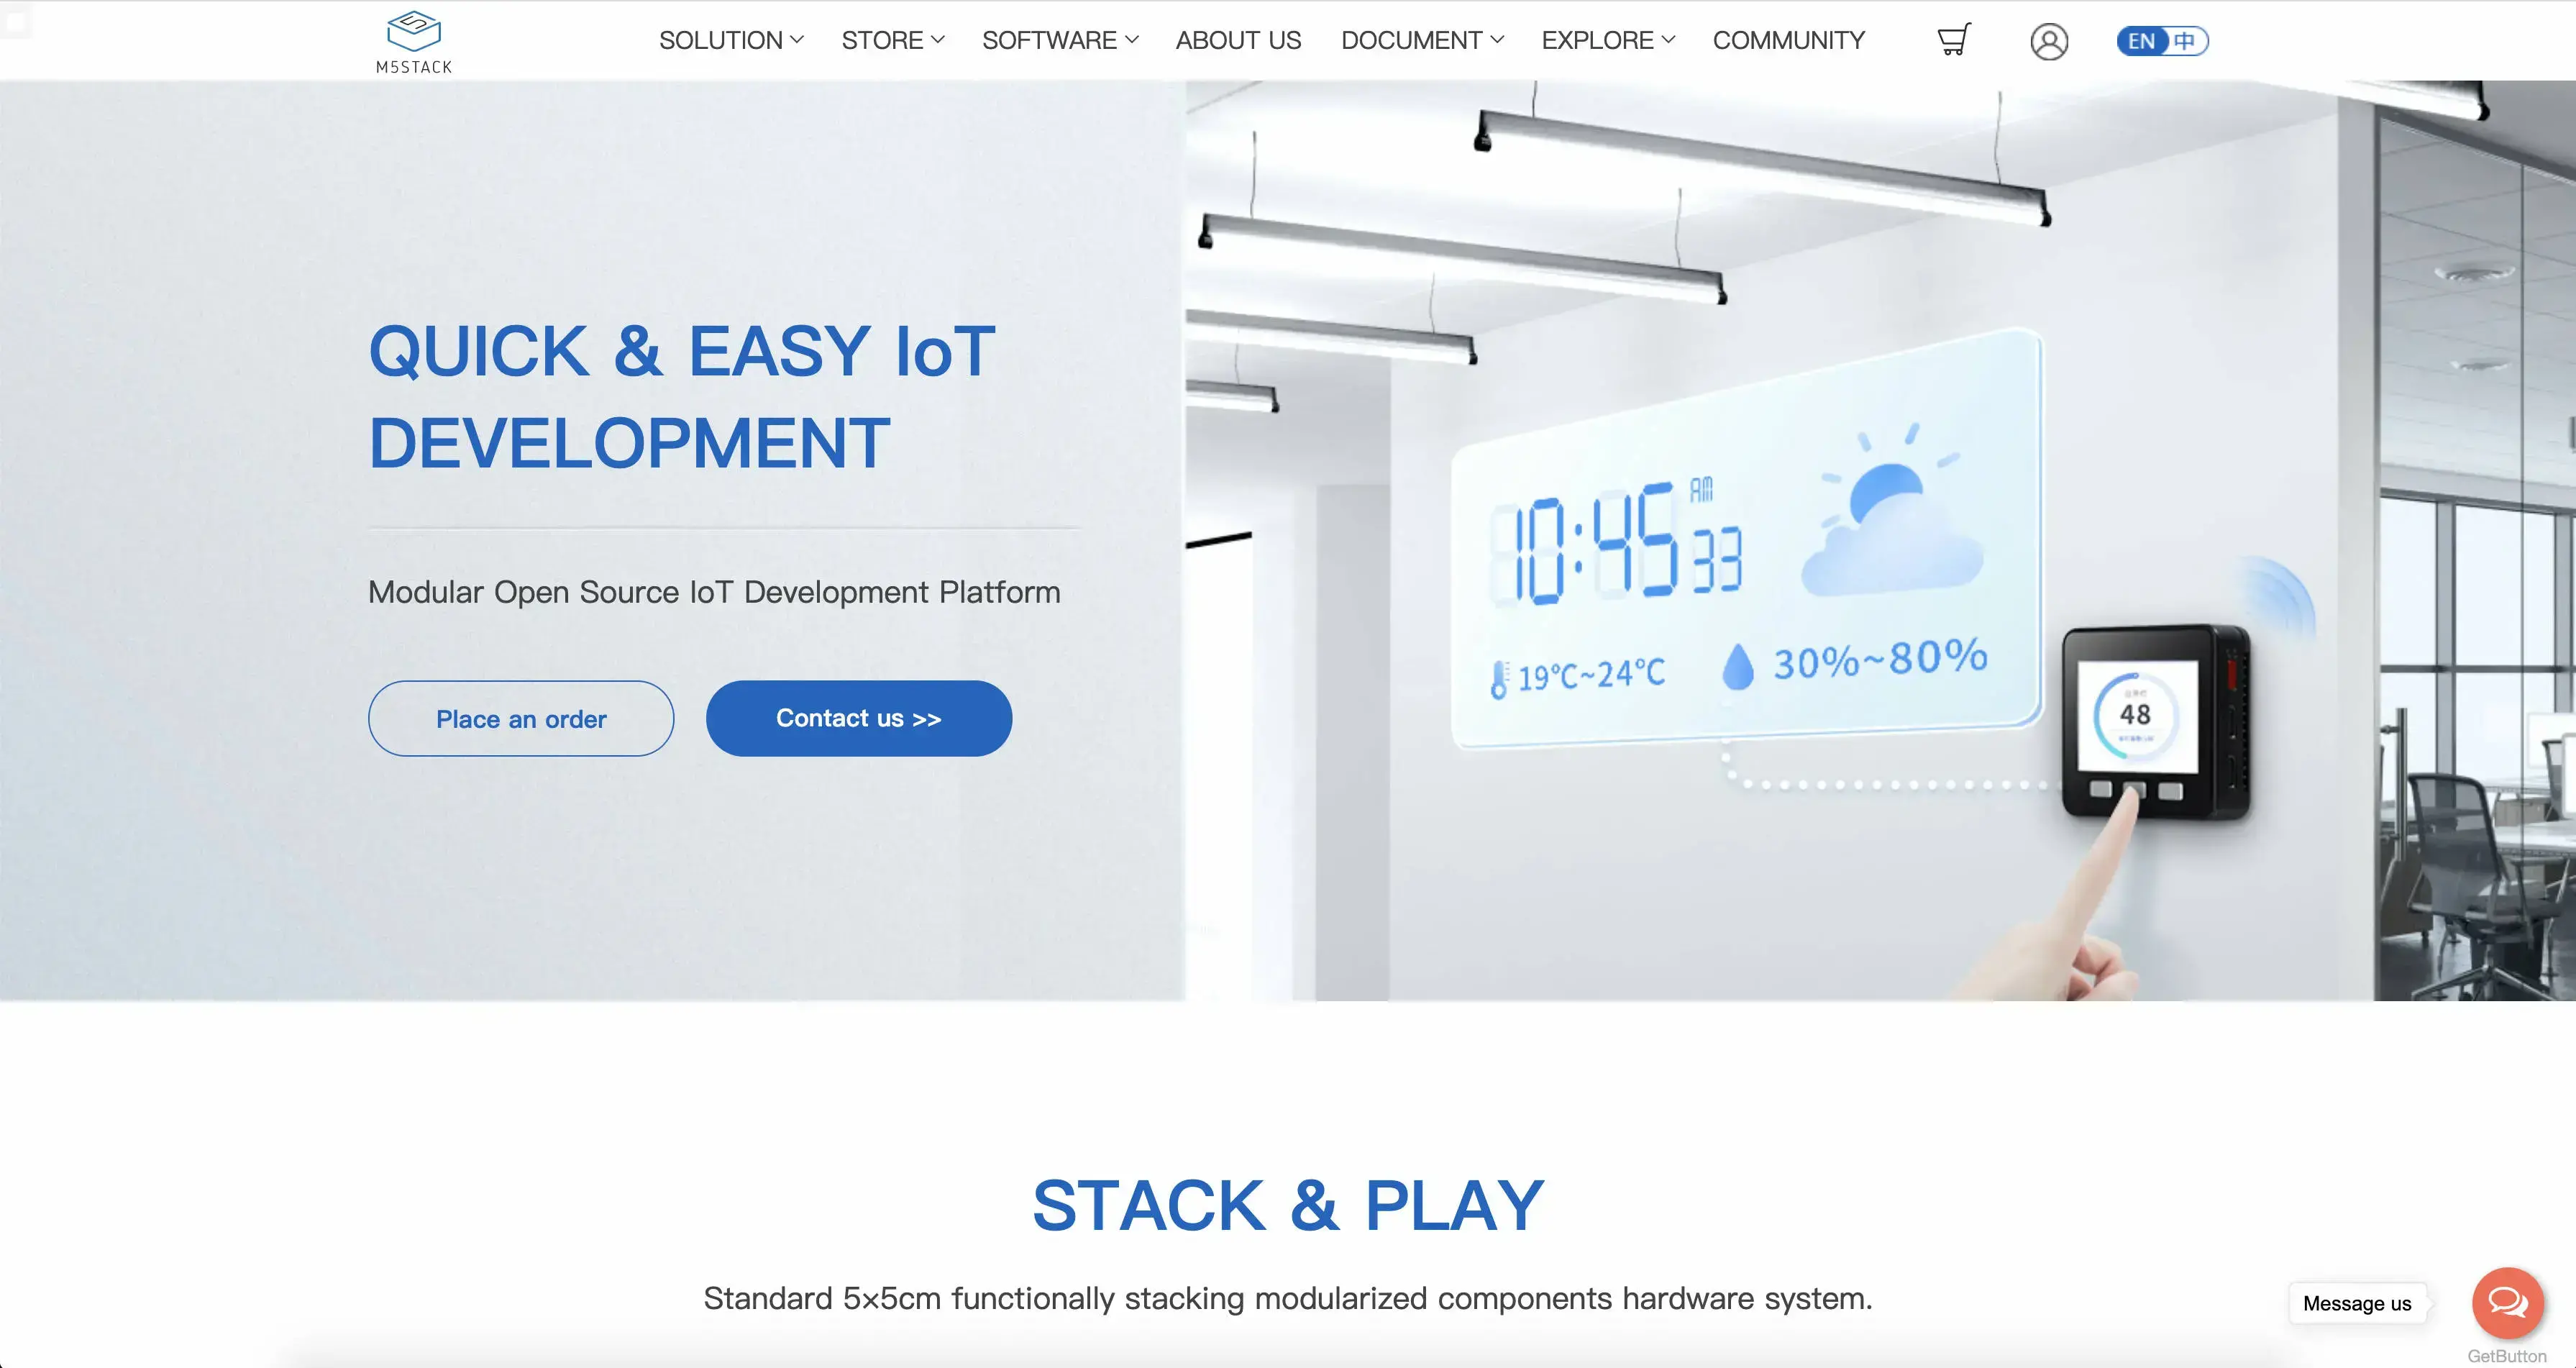 M5STACK
SOLUTION
STORE
SOFTWARE
ABOUT US
DOCUMENT
EXPLORE
COMMUNITY
EN 中
QUICK & EASY IoT
DEVELOPMENT
Modular Open Source IoT Development Platform
Place an order
Contact us >>
10:45 AM 33
19℃~24℃
30%~80%
48
STACK & PLAY
Standard 5×5cm functionally stacking modularized components hardware system.
Message us
GetButton